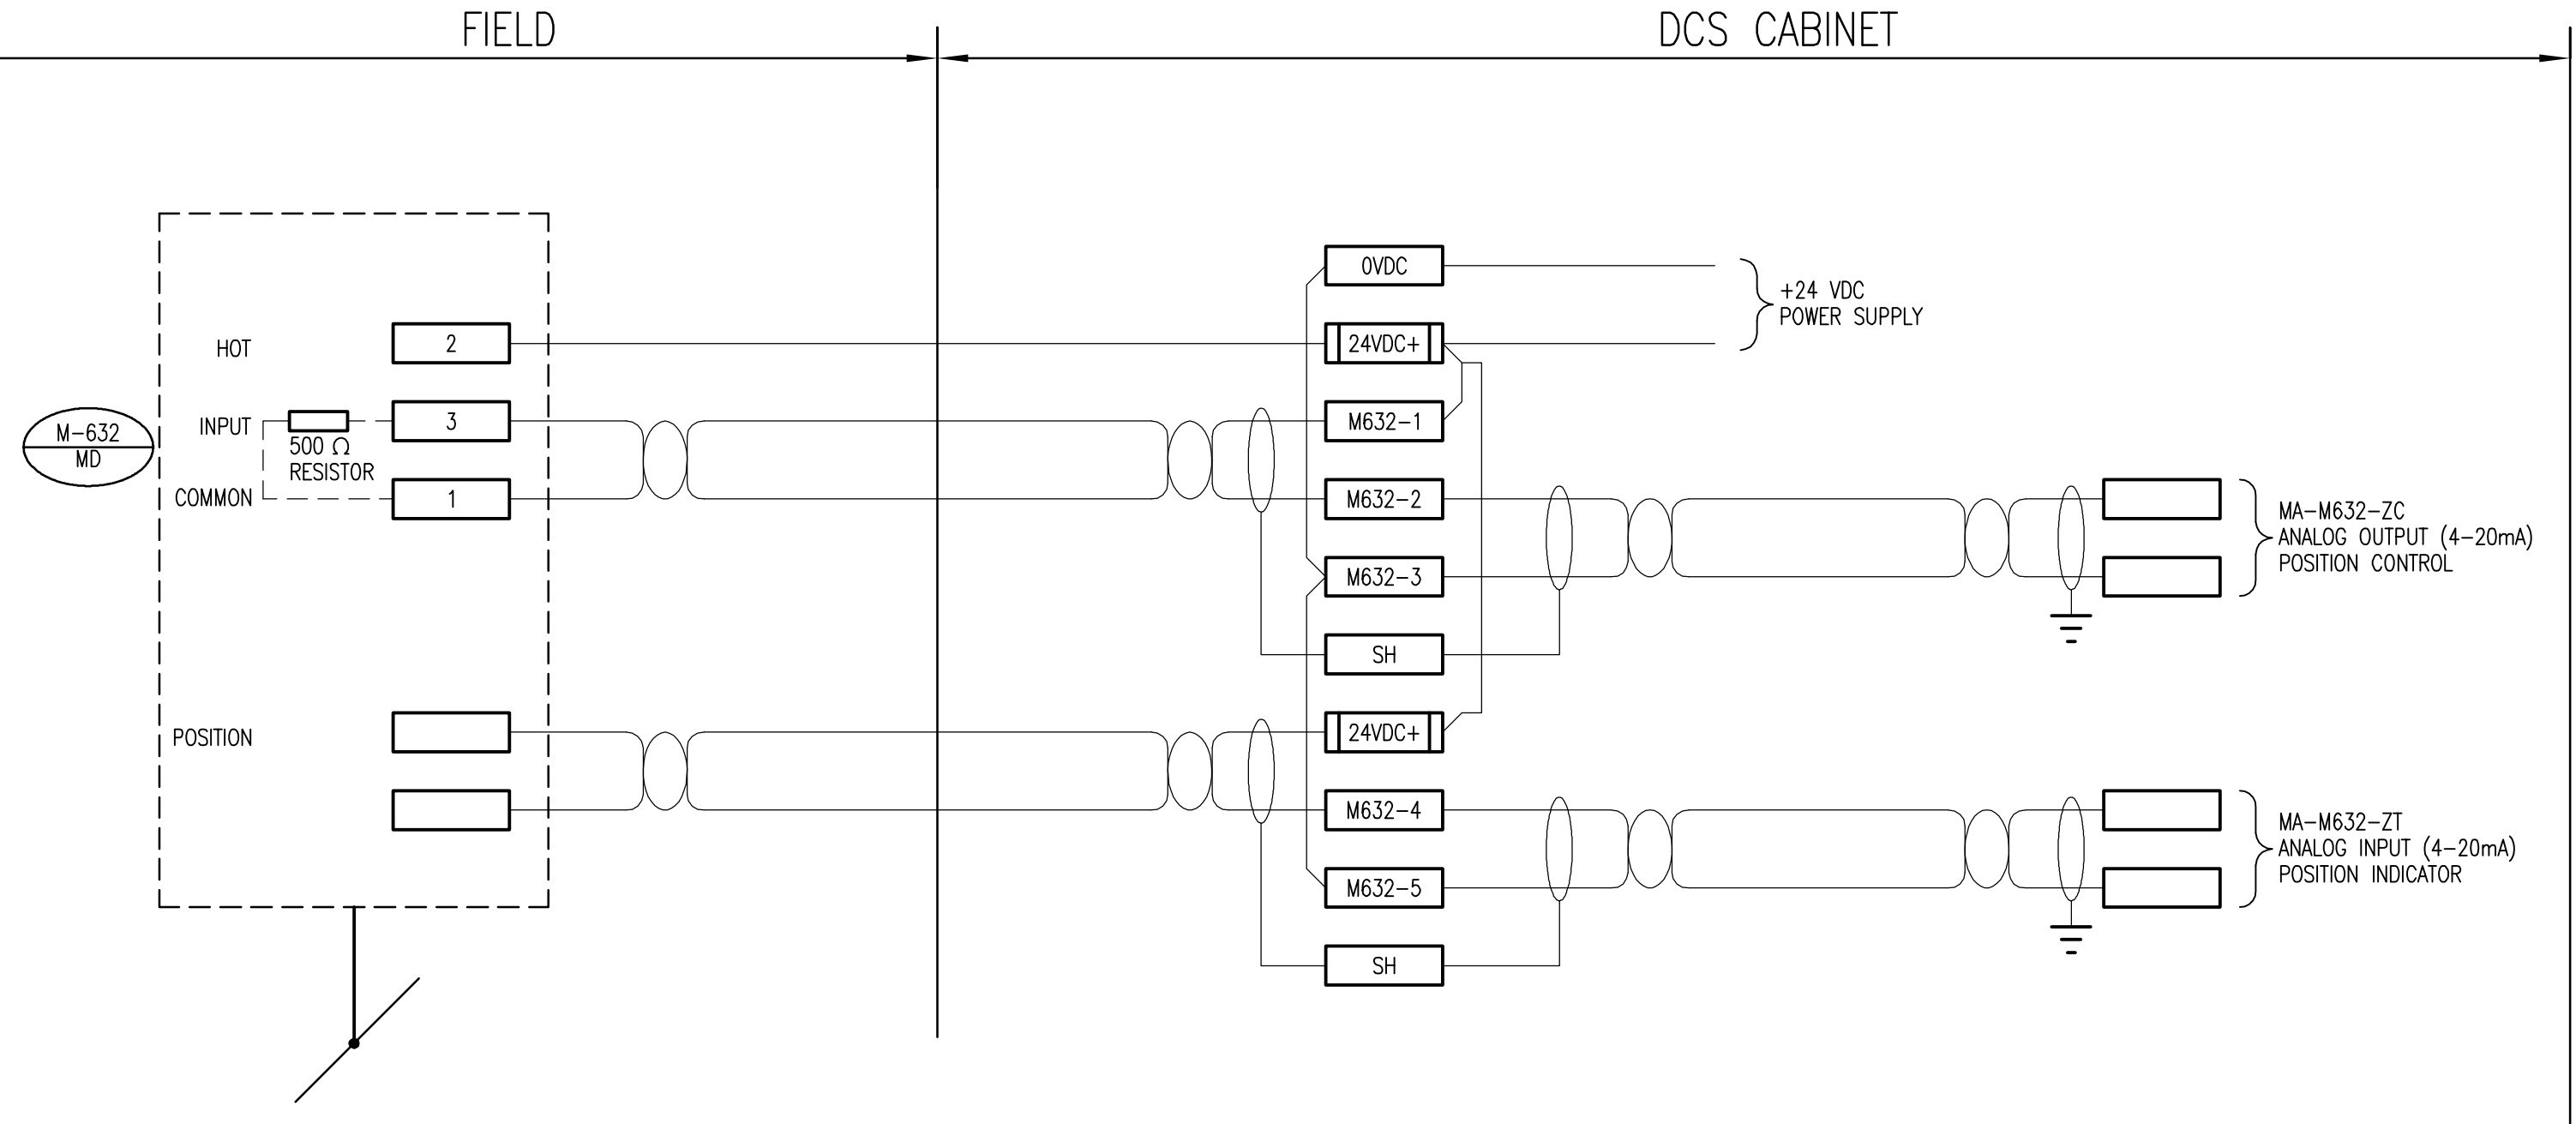 FIELD
DCS CABINET
0VDC
+24 VDC
POWER SUPPLY
HOT
2
24VDC+
INPUT
3
M632-1
M-632
MD
500 Ω
RESISTOR
COMMON
1
M632-2
MA-M632-ZC
ANALOG OUTPUT (4-20mA)
POSITION CONTROL
M632-3
SH
POSITION
24VDC+
M632-4
MA-M632-ZT
ANALOG INPUT (4-20mA)
POSITION INDICATOR
M632-5
SH